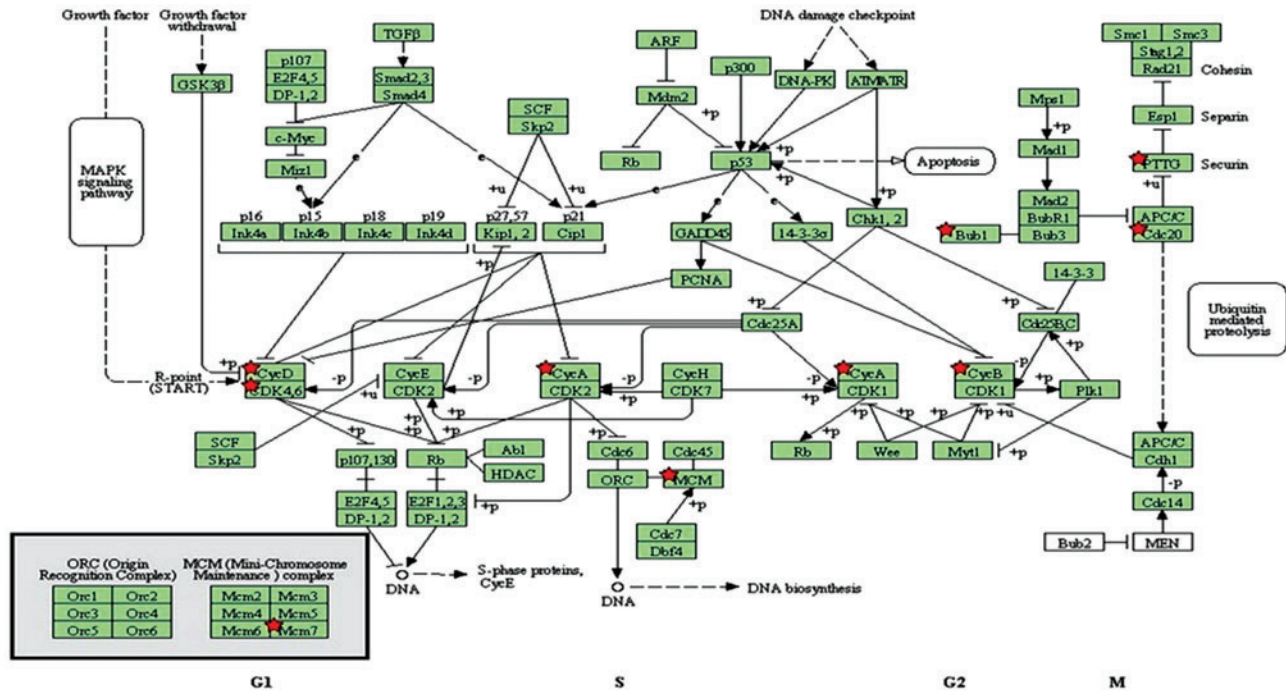 Growth factor
Growth factor
withdrawal
DNA damage checkpoint
TGFβ
ARF
Smc1
Smc3
Stag1,2
Rad21
Cohesin
p107
E2F4,5
DP-1,2
Smad2,3
Smad4
GSK3β
p300
DNA-PK
ATM/ATR
Mdm2
+p
SCF
Skp2
Mps1
+p
Esp1
Separin
c-Myc
Miz1
MAPK
signaling
pathway
Rb
+p
p53
Apoptosis
Mad1
PTTG
Securin
e
e
+u
+u
e
e
e
+p
+p
+u
p16
p15
p18
p19
p27,57
p21
Ink4a
Ink4b
Ink4c
Ink4d
Kip1, 2
Cip1
GADD45
14-3-3σ
Chk1, 2
Mad2
BubR1
Bub3
Bub1
APC/C
Cdc20
+p
PCNA
14-3-3
+p
+p
Cdc25A
Cdc25B,C
Ubiquitin
mediated
proteolysis
+p
R-point
(START)
CycD
CDK4,6
-p
CycE
CDK2
-p
CycA
CDK2
-p
+p
CycH
CDK7
+p
CycA
CDK1
CycB
CDK1
-p
+p
+p
Plk1
+u
+u
SCF
Skp2
+p
+p
+p
+p
+p
+p
+p
+p
p107,130
Rb
Abl
HDAC
Cdc6
Cdc45
ORC
MCM
Rb
Wee
Myt1
APC/C
Cdh1
-p
Cdc14
E2F4,5
DP-1,2
E2F1,2,3
DP-1,2
+p
+p
Cdc7
Dbf4
Bub2
MEN
DNA
S-phase proteins,
CycE
DNA
DNA biosynthesis
ORC (Origin
Recognition Complex)
MCM (Mini-Chromosome
Maintenance ) complex
Orc1
Orc2
Mcm2
Mcm3
Orc3
Orc4
Mcm4
Mcm5
Orc5
Orc6
Mcm6
Mcm7
G1
S
G2
M